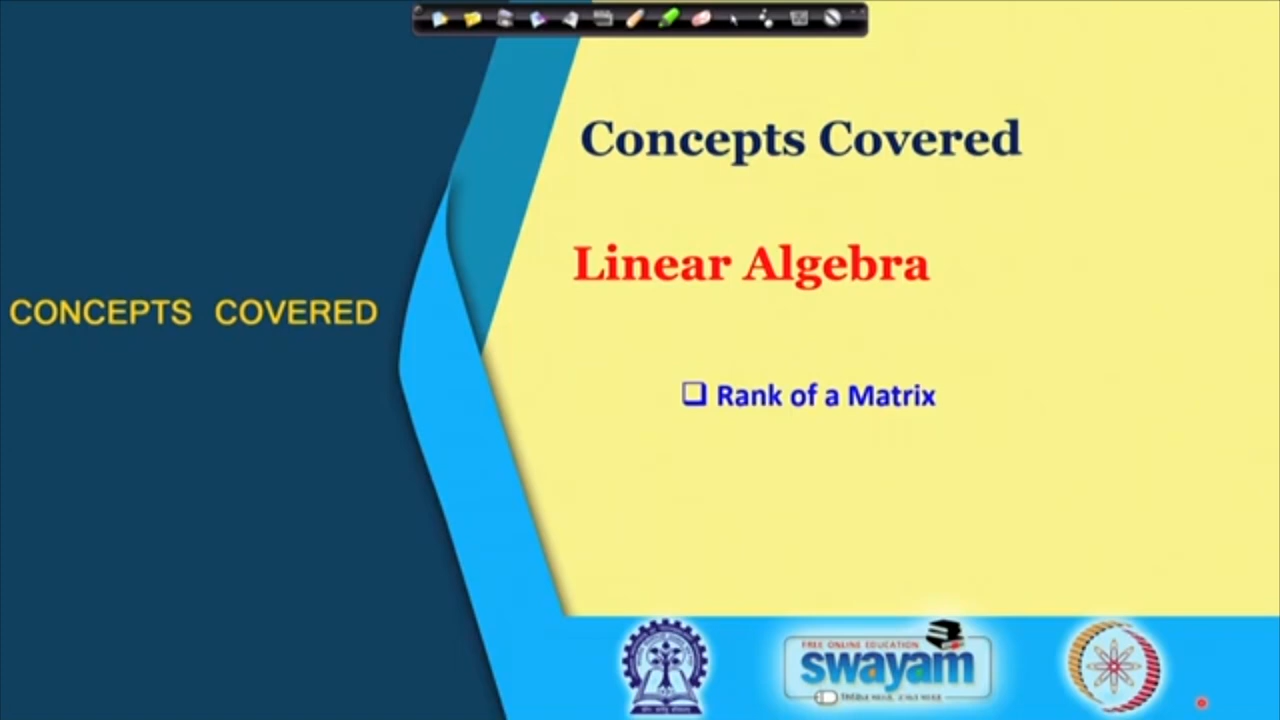 Concepts Covered
Linear Algebra
CONCEPTS COVERED
❑ Rank of a Matrix
FREE ONLINE EDUCATION
swayam